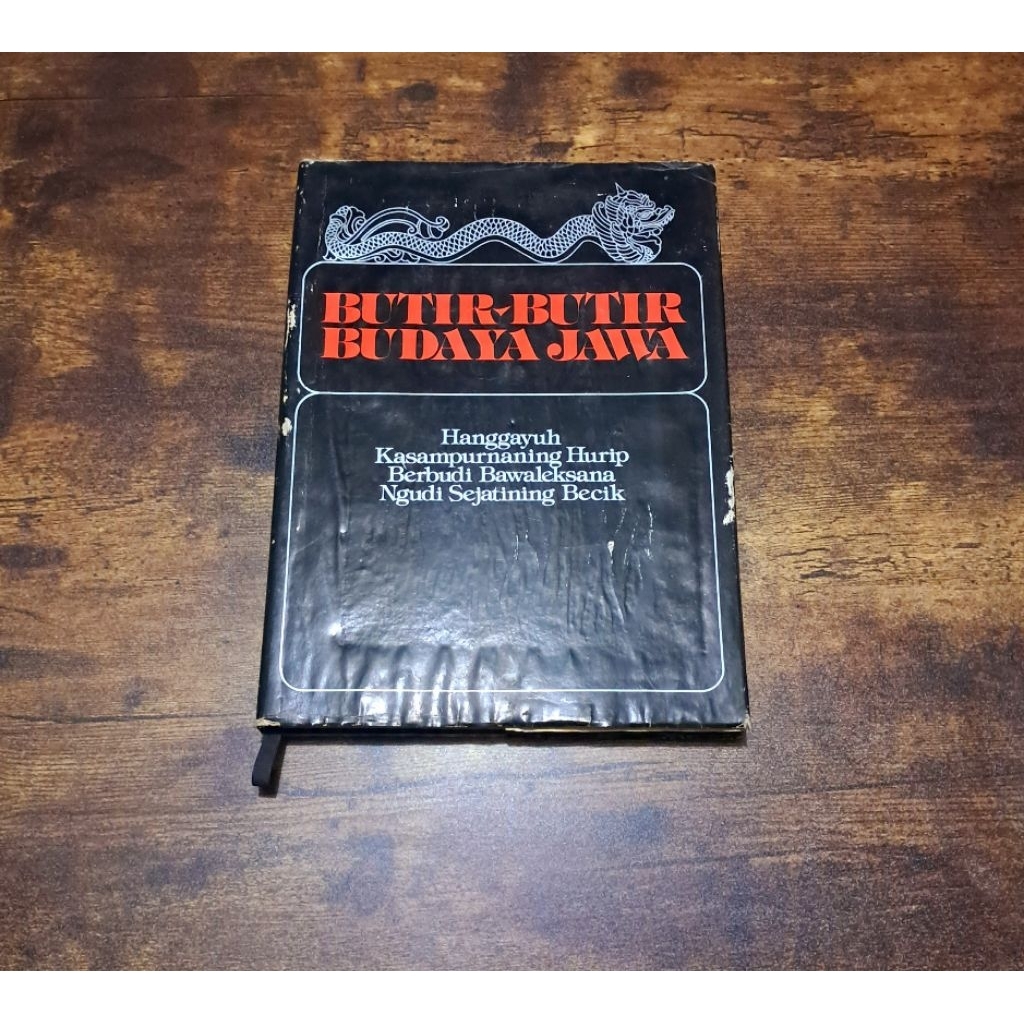 BUTIR-BUTIR
BUDAYA JAWA
Hanggayuh
Kasampurnaning Hurip
Berbudi Bawaleksana
Ngudi Sejatining Becik